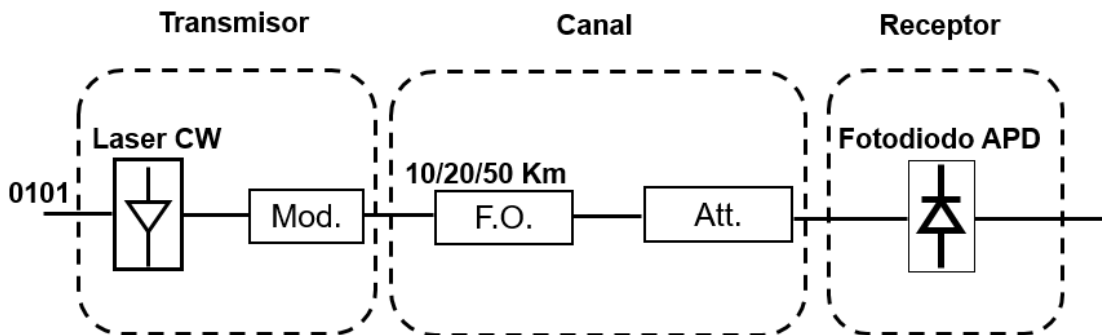 Transmisor
Canal
Receptor
Laser CW
Fotodiodo APD
10/20/50 Km
0101
Mod.
F.O.
Att.